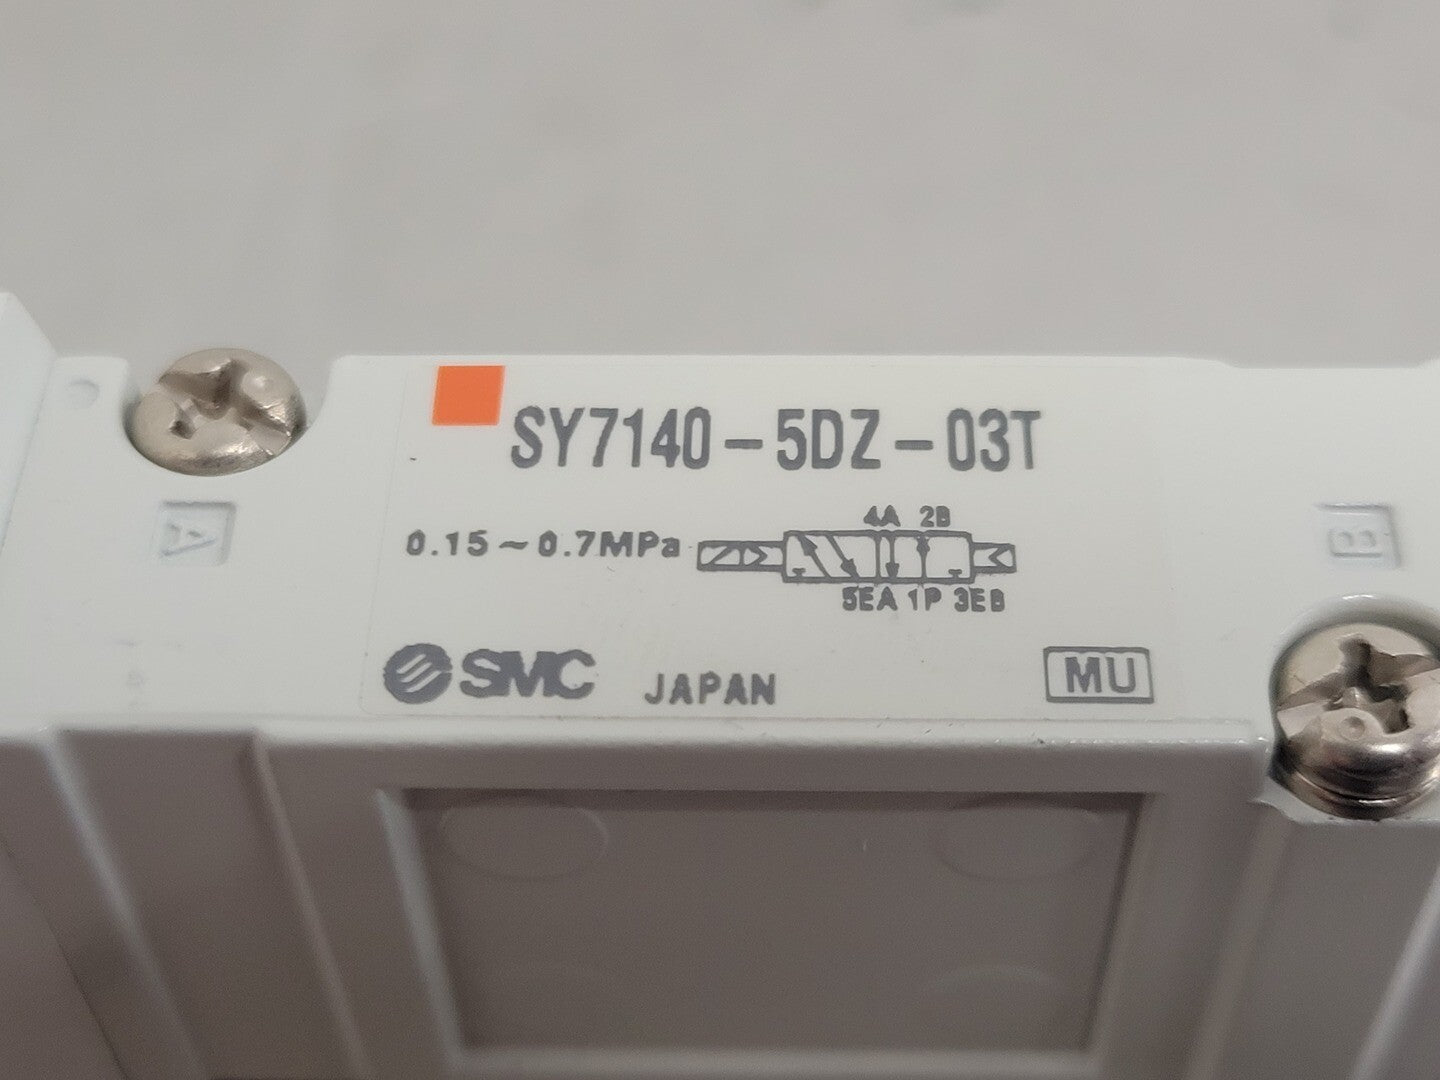 SY7140-5DZ-03T
4A 2B
0.15~0.7MPa
5EA 1P 3EB
SMC JAPAN MU
A
B